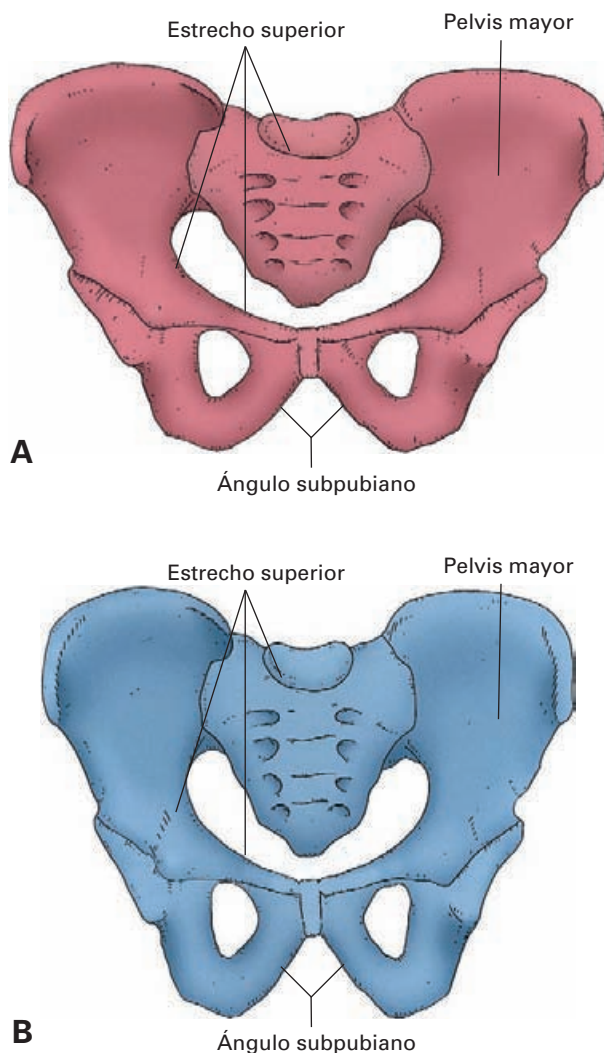 Estrecho superior
Pelvis mayor
A
Ángulo subpubiano
Estrecho superior
Pelvis mayor
B
Ángulo subpubiano